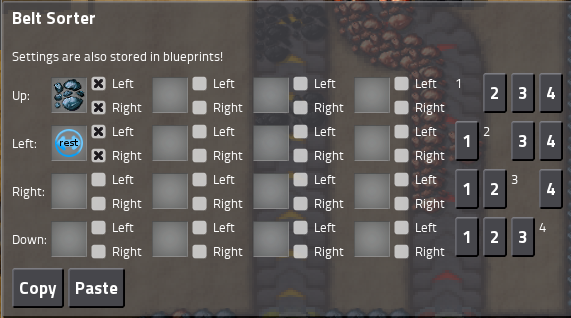 Belt Sorter
Settings are also stored in blueprints!
Left Left Left Left
Up: 1 2 3 4
Right Right Right Right
Left Left Left Left
Left: rest 1 2 3 4
Right Right Right Right
Left Left Left Left
Right: 1 2 3 4
Right Right Right Right
Left Left Left Left
Down: 1 2 3 4
Right Right Right Right
Copy Paste